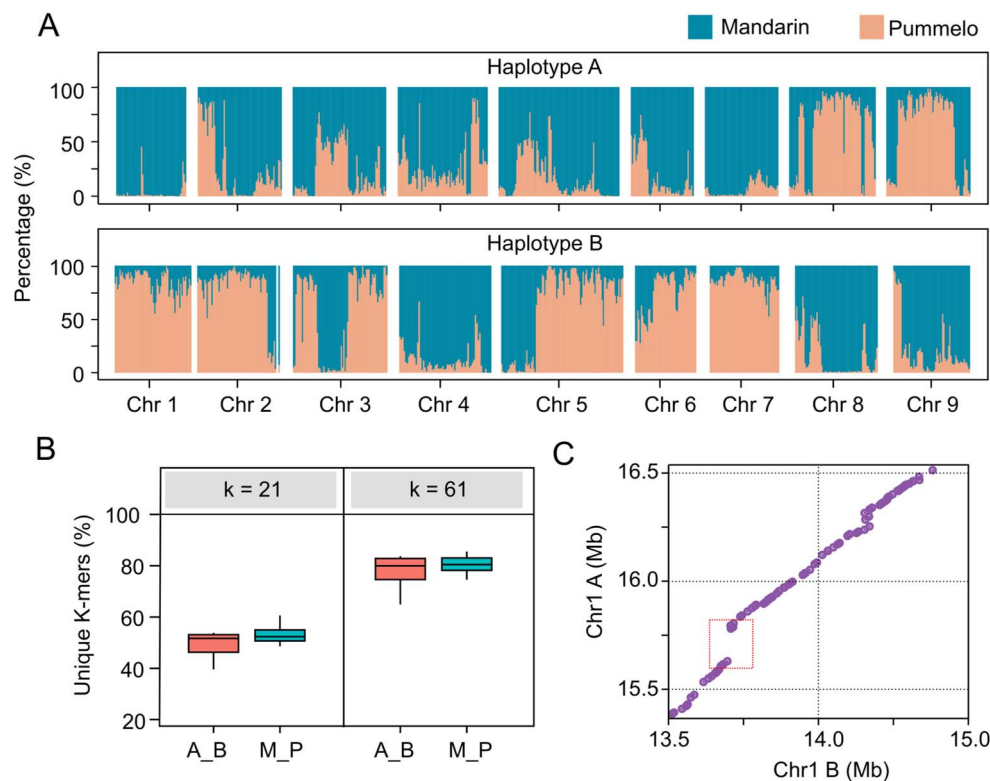 A
Mandarin Pummelo
Haplotype A
100
50
0
Percentage (%)
Haplotype B
100
50
0
Chr 1 Chr 2 Chr 3 Chr 4 Chr 5 Chr 6 Chr 7 Chr 8 Chr 9
B
k = 21 k = 61
100
80
60
40
20
Unique K-mers (%)
A_B M_P A_B M_P
C
16.5
16.0
15.5
Chr1 A (Mb)
13.5 14.0 15.0
Chr1 B (Mb)